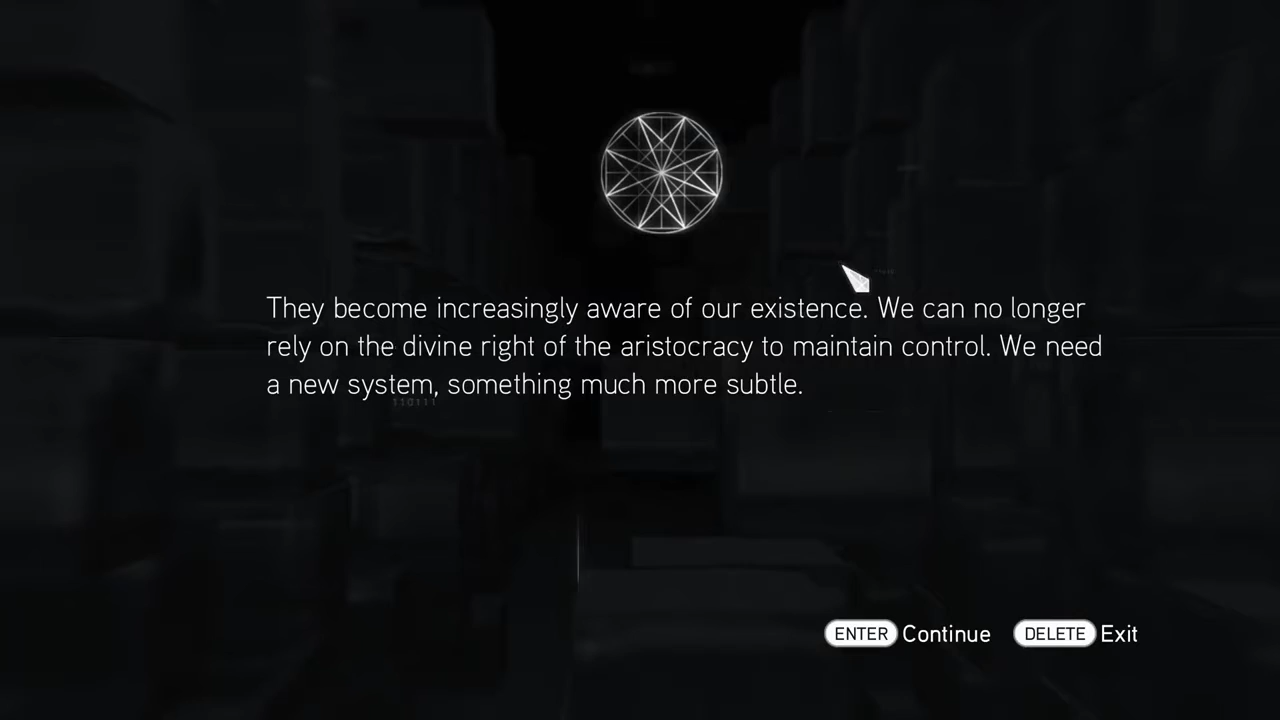 They become increasingly aware of our existence. We can no longer
rely on the divine right of the aristocracy to maintain control. We need
a new system, something much more subtle.
110111
ENTER Continue DELETE Exit